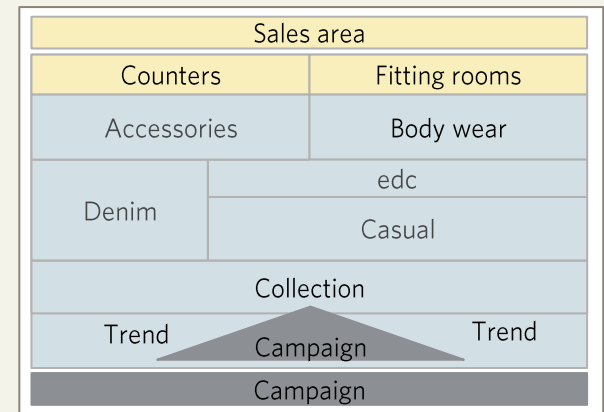 Sales area
Counters Fitting rooms
Accessories Body wear
edc
Denim
Casual
Collection
Trend Trend
Campaign
Campaign